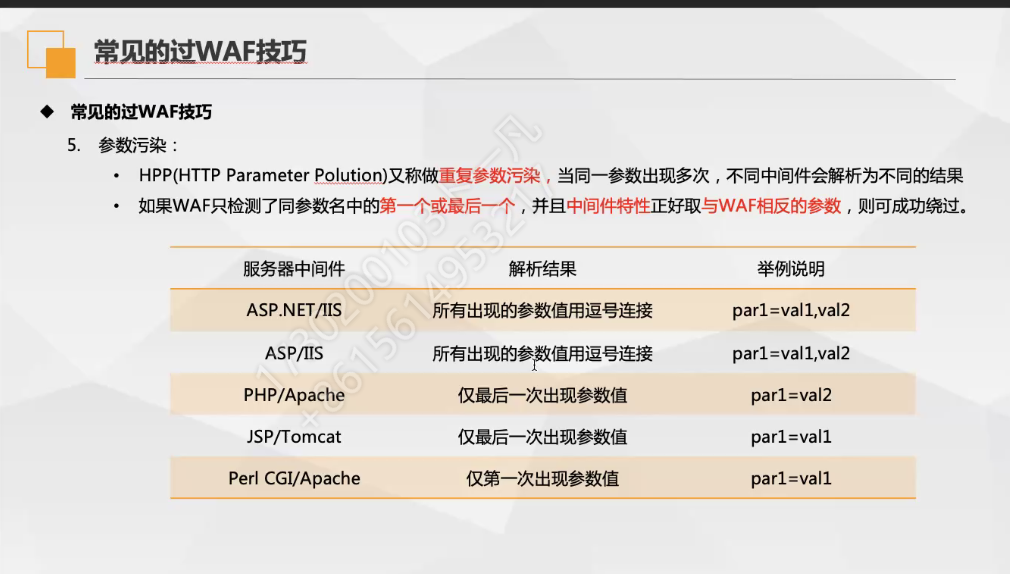 常见的过WAF技巧
◆ 常见的过WAF技巧
5. 参数污染：
• HPP(HTTP Parameter Polution)又称做重复参数污染，当同一参数出现多次，不同中间件会解析为不同的结果
• 如果WAF只检测了同参数名中的第一个或最后一个，并且中间件特性正好取与WAF相反的参数，则可成功绕过。
服务器中间件 解析结果 举例说明
ASP.NET/IIS 所有出现的参数值用逗号连接 par1=val1,val2
ASP/IIS 所有出现的参数值用逗号连接 par1=val1,val2
PHP/Apache 仅最后一次出现参数值 par1=val2
JSP/Tomcat 仅最后一次出现参数值 par1=val1
Perl CGI/Apache 仅第一次出现参数值 par1=val1